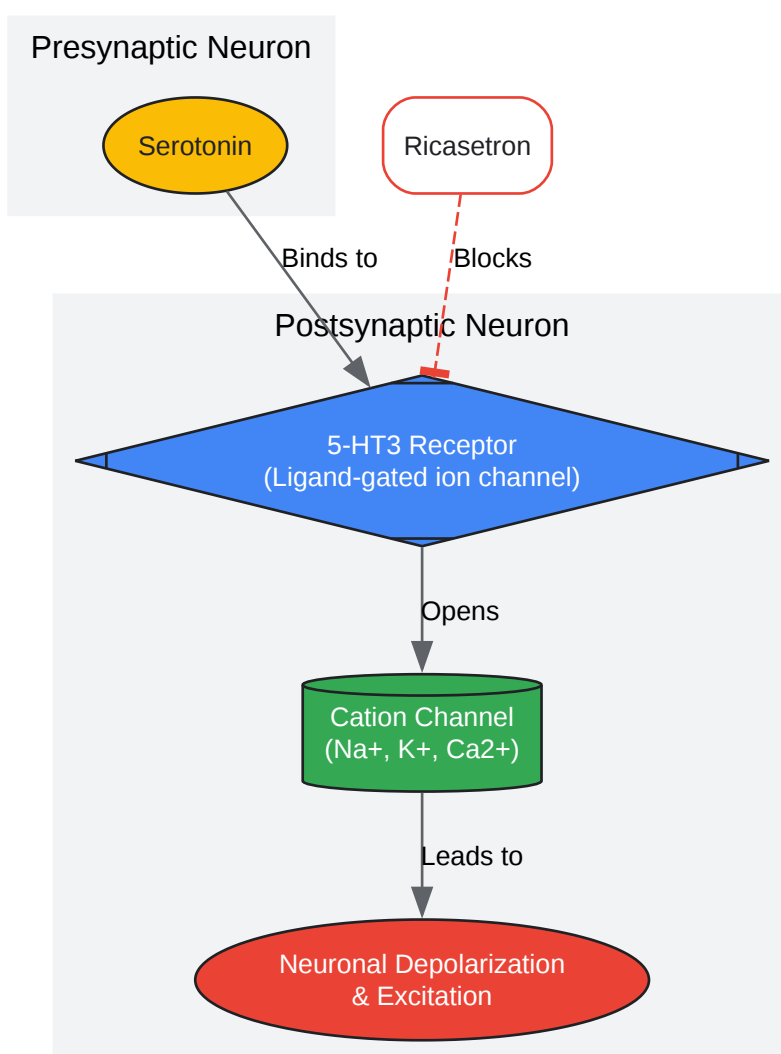 Presynaptic Neuron
Serotonin
Ricasetron
Binds to
Blocks
Postsynaptic Neuron
5-HT3 Receptor
(Ligand-gated ion channel)
Opens
Cation Channel
(Na+, K+, Ca2+)
Leads to
Neuronal Depolarization
& Excitation